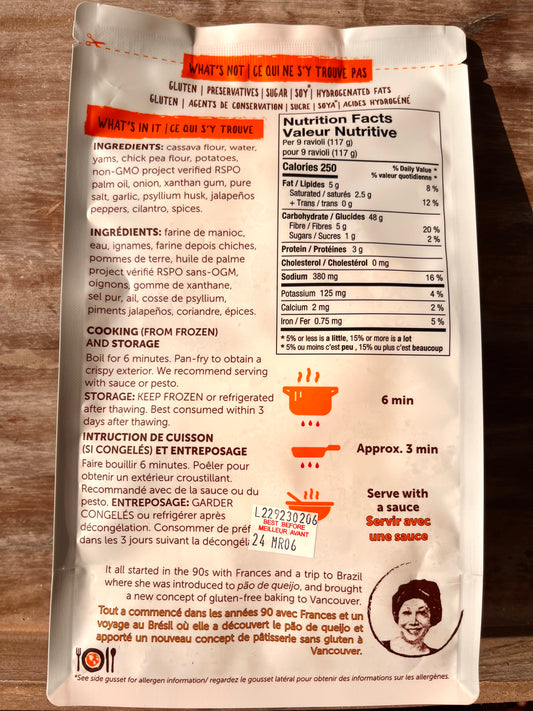 WHAT'S NOT | CE QUI NE S'Y TROUVE PAS
GLUTEN | PRESERVATIVES | SUGAR | SOY* | HYDROGENATED FATS
GLUTEN | AGENTS DE CONSERVATION | SUCRE | SOYA* | ACIDES HYDROGÉNÉ
WHAT'S IN IT | CE QUI S'Y TROUVE
INGREDIENTS: cassava flour, water,
yams, chick pea flour, potatoes,
non-GMO project verified RSPO
palm oil, onion, xanthan gum, pure
salt, garlic, psyllium husk, jalapeños
peppers, cilantro, spices.
INGRÉDIENTS: farine de manioc,
eau, ignames, farine depois chiches,
pommes de terre, huile de palme
project vérifié RSPO sans-OGM,
oignons, gomme de xanthane,
sel pur, ail, cosse de psyllium,
piments jalapeños, coriandre, épices.
COOKING (FROM FROZEN)
AND STORAGE
Boil for 6 minutes. Pan-fry to obtain a
crispy exterior. We recommend serving
with sauce or pesto.
STORAGE: KEEP FROZEN or refrigerated
after thawing. Best consumed within 3
days after thawing.
INTRUCTION DE CUISSON
(SI CONGELÉS) ET ENTREPOSAGE
Faire bouillir 6 minutes. Poêler pour
obtenir un extérieur croustillant.
Recommandé avec de la sauce ou du
pesto. ENTREPOSAGE: GARDER
CONGELÉS ou refrigérer après
décongélation. Consommer de préf
dans les 3 jours suivant la décongéla
Nutrition Facts
Valeur Nutritive
Per 9 ravioli (117 g)
pour 9 ravioli (117 g)
Calories 250
% Daily Value *
% valeur quotidienne *
Fat / Lipides 5 g 8 %
Saturated / saturés 2.5 g
+ Trans / trans 0 g 12 %
Carbohydrate / Glucides 48 g
Fibre / Fibres 5 g 20 %
Sugars / Sucres 1 g 2 %
Protein / Protéines 3 g
Cholesterol / Cholestérol 0 mg
Sodium 380 mg 16 %
Potassium 125 mg 4 %
Calcium 2 mg 2 %
Iron / Fer 0.75 mg 5 %
* 5% or less is a little, 15% or more is a lot
* 5% ou moins c'est peu , 15% ou plus c'est beaucoup
6 min
Approx. 3 min
Serve with
a sauce
Servir avec
une sauce
L229230206
BEST BEFORE
MEILLEUR AVANT
24 MR06
It all started in the 90s with Frances and a trip to Brazil
where she was introduced to pão de queijo, and brought
a new concept of gluten-free baking to Vancouver.
Tout a commencé dans les années 90 avec Frances et un
voyage au Brésil où elle a découvert le pão de queijo et
apporté un nouveau concept de pâtisserie sans gluten à
Vancouver.
*See side gusset for allergen information/ regardez le gousset latéral pour obtenir des informations sur les allergènes.